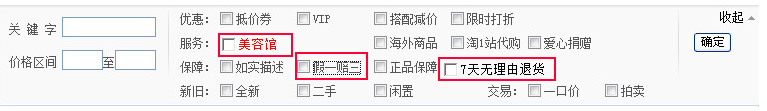 优惠: 抵价券 VIP 搭配减价 限时打折 收起
关 键 字
服务: 美容馆 海外商品 淘1站代购 爱心捐赠 确定
价格区间 至
保障: 如实描述 假一赔三 正品保障 7天无理由退货
新旧: 全新 二手 闲置 交易: 一口价 拍卖